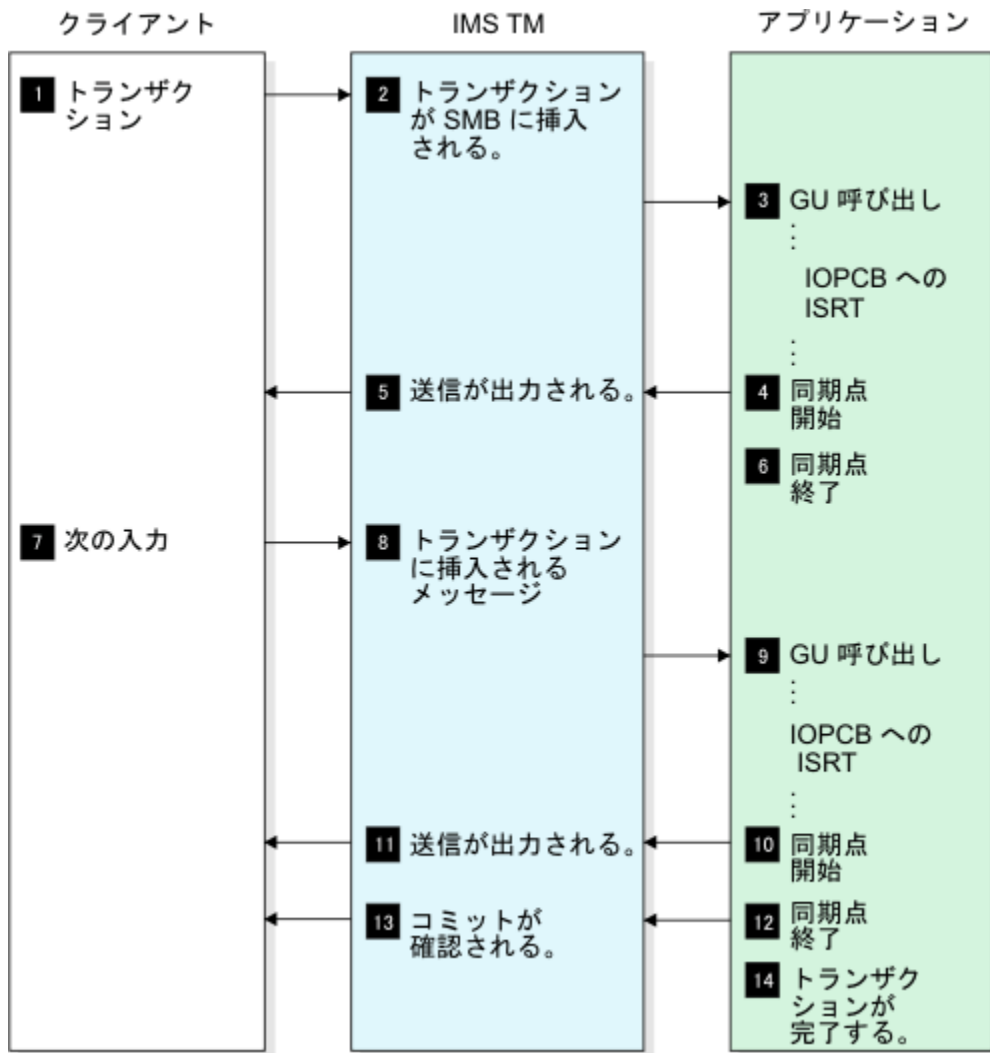 クライアント
IMS TM
アプリケーション
1 トランザク
ション
2 トランザクション
が SMB に挿入
される。
3 GU 呼び出し
⋮
IOPCB への
ISRT
⋮
4 同期点
開始
5 送信が出力される。
6 同期点
終了
7 次の入力
8 トランザクション
に挿入される
メッセージ
9 GU 呼び出し
⋮
IOPCB への
ISRT
⋮
10 同期点
開始
11 送信が出力される。
12 同期点
終了
13 コミットが
確認される。
14 トランザク
ションが
完了する。